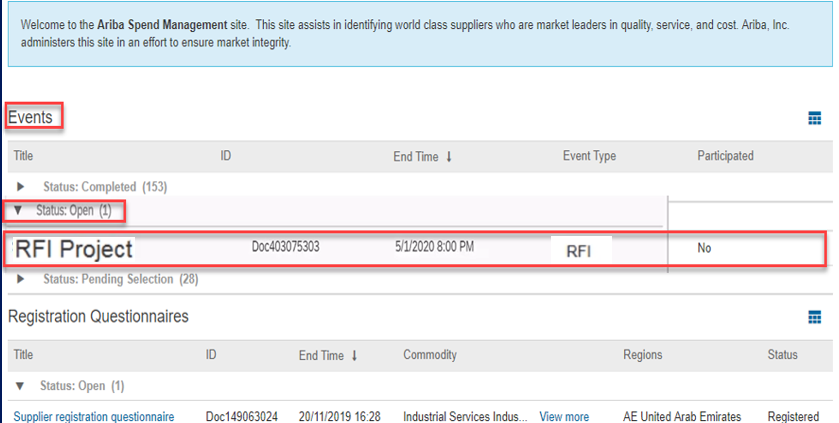 Welcome to the Ariba Spend Management site. This site assists in identifying world class suppliers who are market leaders in quality, service, and cost. Ariba, Inc.
administers this site in an effort to ensure market integrity.
Events
Title ID End Time ↓ Event Type Participated
► Status: Completed (153)
▼ Status: Open (1)
RFI Project Doc403075303 5/1/2020 8:00 PM RFI No
► Status: Pending Selection (28)
Registration Questionnaires
Title ID End Time ↓ Commodity Regions Status
▼ Status: Open (1)
Supplier registration questionnaire Doc149063024 20/11/2019 16:28 Industrial Services Indus... View more AE United Arab Emirates Registered